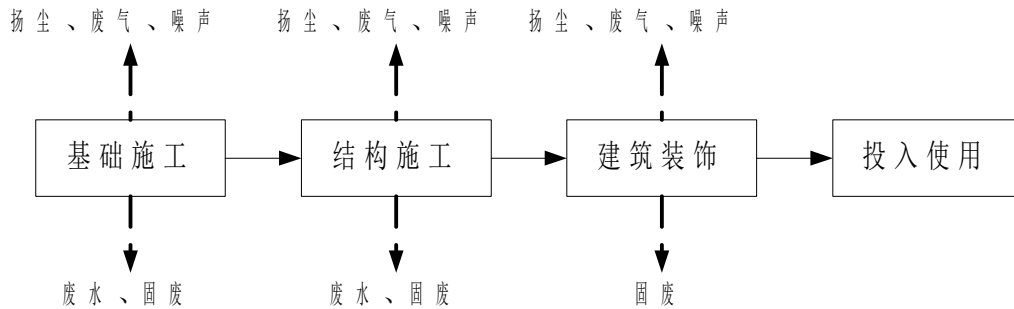 扬尘、废气、噪声
扬尘、废气、噪声
扬尘、废气、噪声
基础施工
结构施工
建筑装饰
投入使用
废水、固废
废水、固废
固废